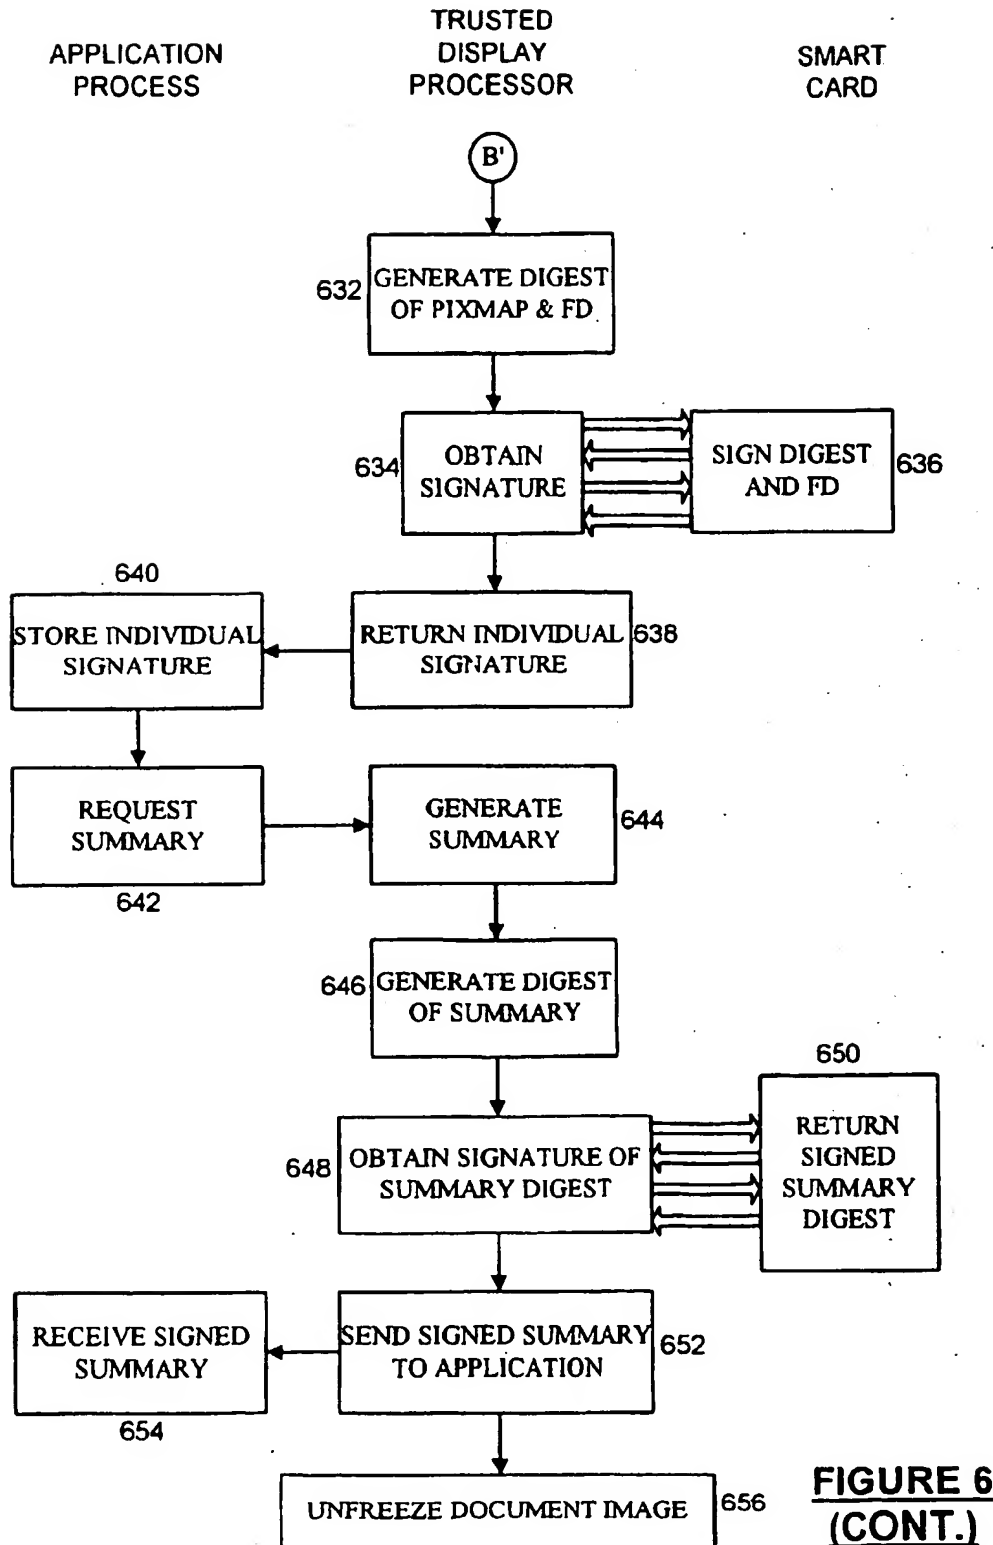 APPLICATION
PROCESS
TRUSTED
DISPLAY
PROCESSOR
SMART
CARD
B'
632
GENERATE DIGEST
OF PIXMAP & FD
634
OBTAIN
SIGNATURE
SIGN DIGEST
AND FD
636
640
STORE INDIVIDUAL
SIGNATURE
RETURN INDIVIDUAL
SIGNATURE
638
REQUEST
SUMMARY
642
GENERATE
SUMMARY
644
646
GENERATE DIGEST
OF SUMMARY
648
OBTAIN SIGNATURE OF
SUMMARY DIGEST
650
RETURN
SIGNED
SUMMARY
DIGEST
RECEIVE SIGNED
SUMMARY
654
SEND SIGNED SUMMARY
TO APPLICATION
652
UNFREEZE DOCUMENT IMAGE
656
FIGURE 6
(CONT.)